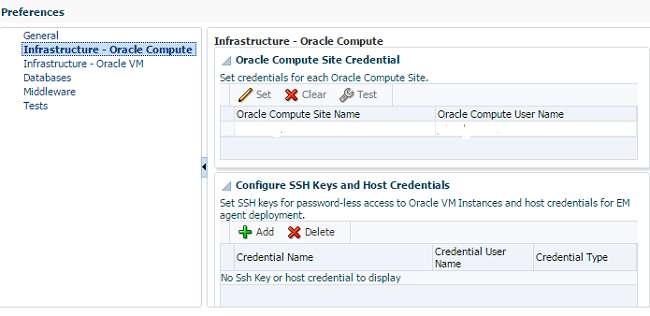 Preferences
General
Infrastructure - Oracle Compute
Infrastructure - Oracle VM
Databases
Middleware
Tests
Infrastructure - Oracle Compute
Oracle Compute Site Credential
Set credentials for each Oracle Compute Site.
Set Clear Test
Oracle Compute Site Name Oracle Compute User Name
Configure SSH Keys and Host Credentials
Set SSH keys for password-less access to Oracle VM Instances and host credentials for EM
agent deployment.
Add Delete
Credential Name Credential User Name Credential Type
No Ssh Key or host credential to display